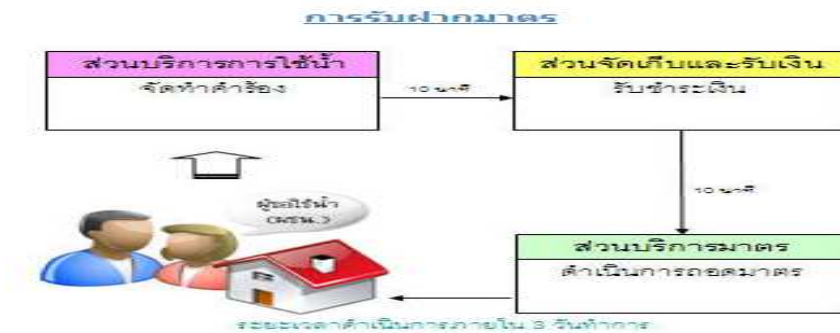 การรับฝากมาตร
ส่วนบริการการใช้น้ำ
จัดทำคำร้อง
10 นาที
ส่วนจัดเก็บและรับเงิน
รับชำระเงิน
10 นาที
ผู้ขอใช้น้ำ
(ผชน.)
ส่วนบริการมาตร
ดำเนินการถอดมาตร
ระยะเวลาดำเนินการภายใน 3 วันทำการ